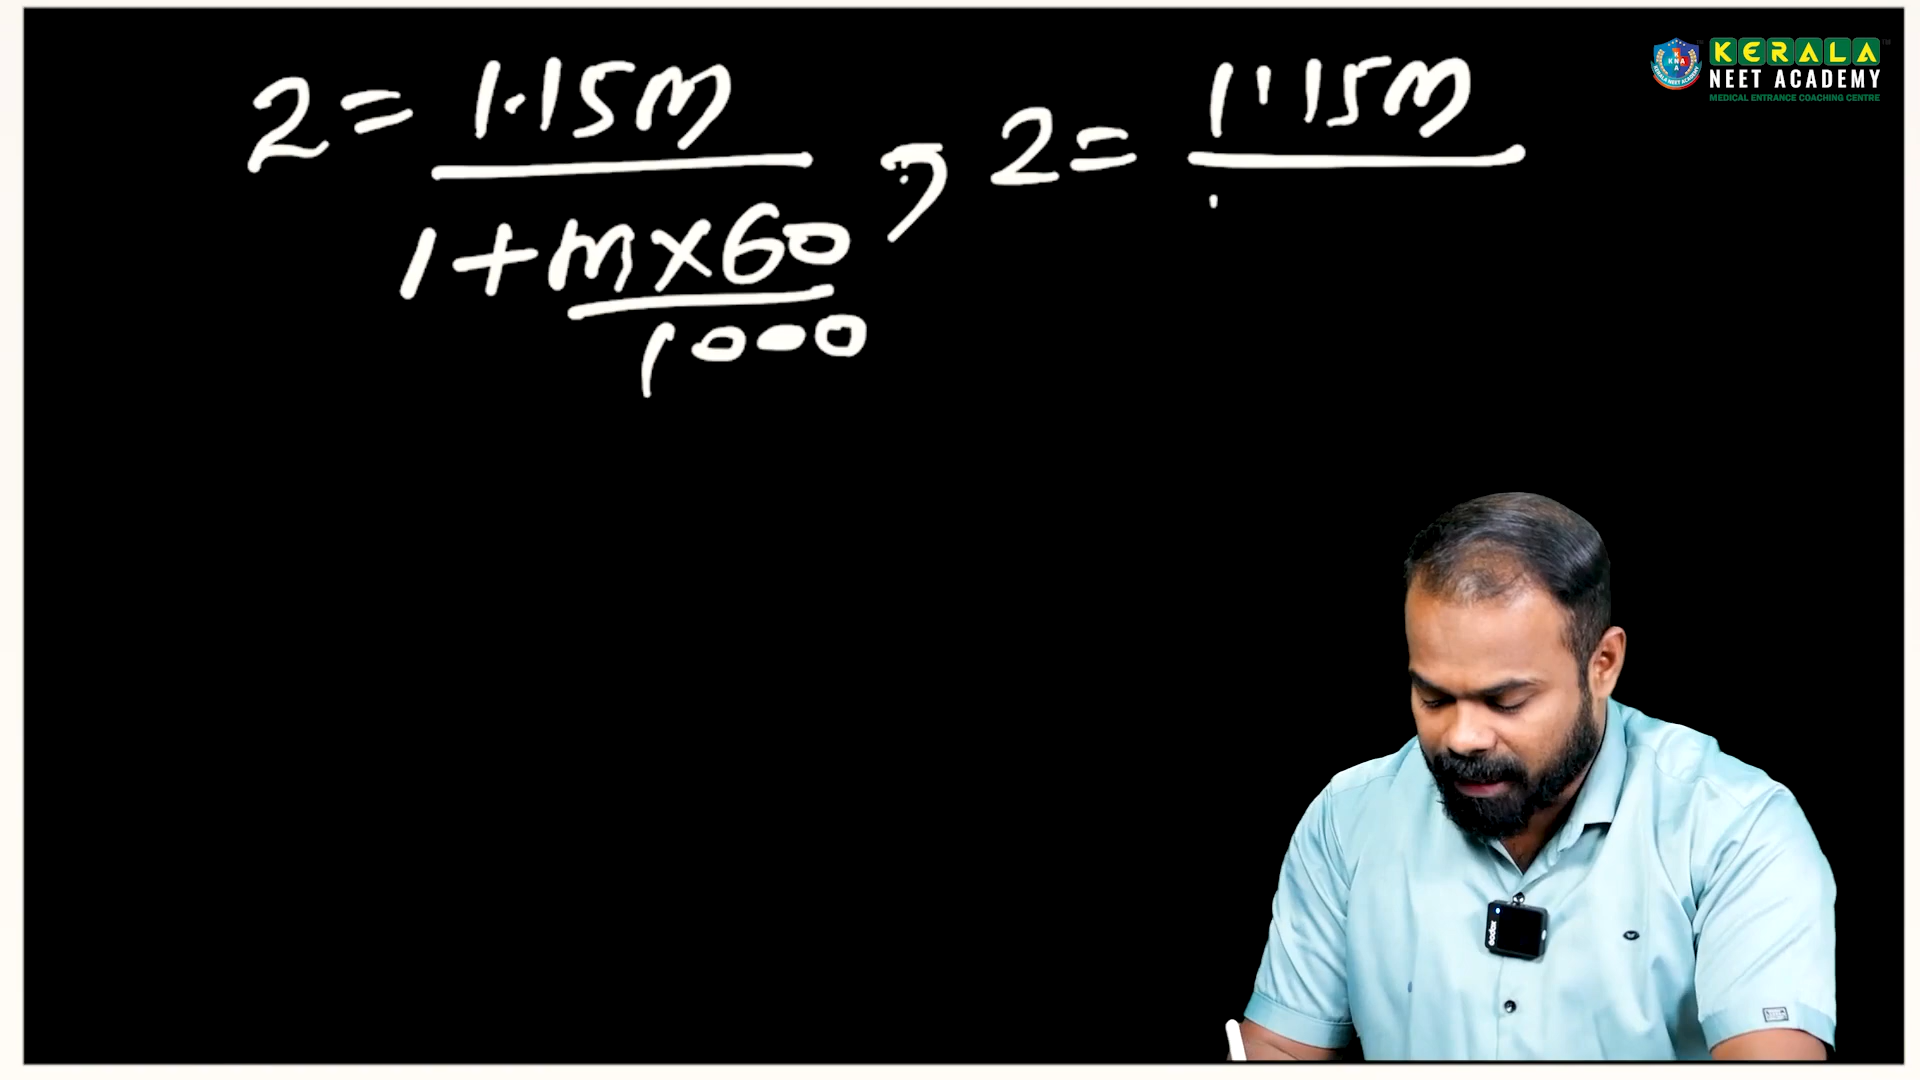 2 = 1.15m / (1 + m×60/1000) , 2 = 1.15m
KERALA
NEET ACADEMY
MEDICAL ENTRANCE COACHING CENTRE